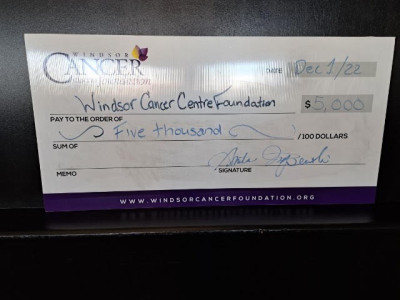 WINDSOR
CANCER
DATE Dec 1/22
Windsor Cancer Centre Foundation $ 5,000
PAY TO THE ORDER OF
Five thousand /100 DOLLARS
SUM OF
MEMO SIGNATURE
WWW.WINDSORCANCERFOUNDATION.ORG